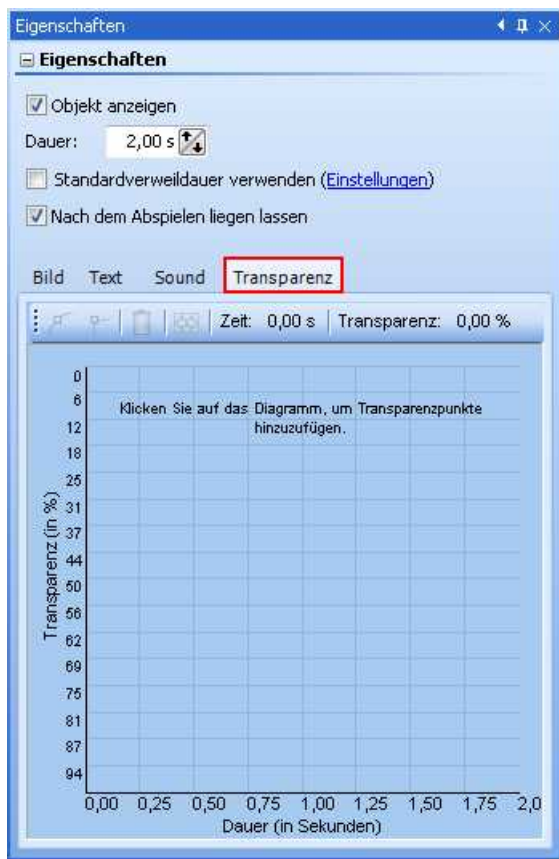 Eigenschaften
Eigenschaften
Objekt anzeigen
Dauer: 2,00 s
Standardverweildauer verwenden (Einstellungen)
Nach dem Abspielen liegen lassen
Bild Text Sound Transparenz
Zeit: 0,00 s Transparenz: 0,00 %
Klicken Sie auf das Diagramm, um Transparenzpunkte
hinzuzufügen.
Transparenz (in %)
0
6
12
18
25
31
37
44
50
56
62
69
75
81
87
94
0,00 0,25 0,50 0,75 1,00 1,25 1,50 1,75 2,0
Dauer (in Sekunden)